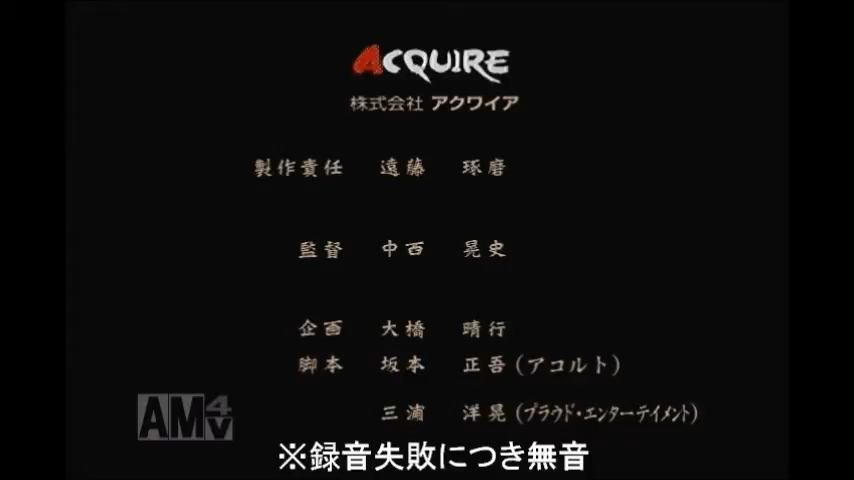 ACQUIRE
株式会社 アクワイア
製作責任 遠藤 琢磨
監督 中西 晃史
企画 大橋 晴行
脚本 坂本 正吾(アコルト)
三浦 洋晃(プラウド・エンターテイメント)
AM4V
※録音失敗につき無音